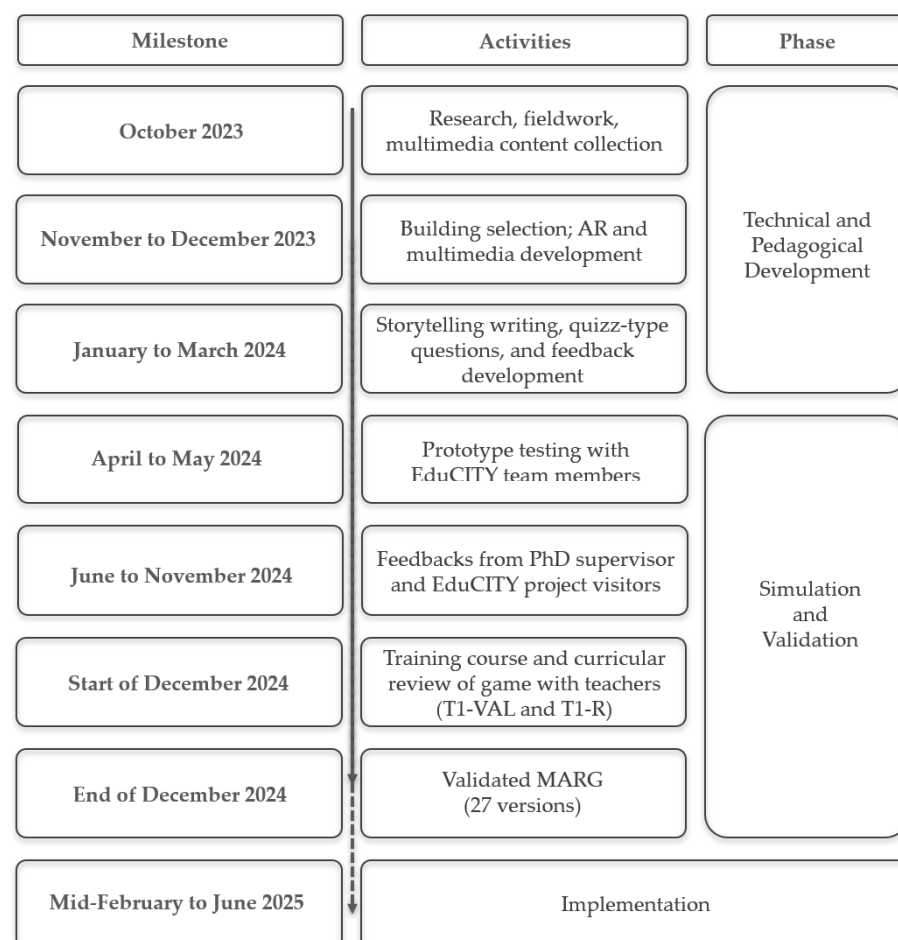 Milestone
Activities
Phase
October 2023
Research, fieldwork,
multimedia content collection
November to December 2023
Building selection; AR and
multimedia development
January to March 2024
Storytelling writing, quizz-type
questions, and feedback
development
Technical and
Pedagogical
Development
April to May 2024
Prototype testing with
EduCITY team members
June to November 2024
Feedbacks from PhD supervisor
and EduCITY project visitors
Start of December 2024
Training course and curricular
review of game with teachers
(T1-VAL and T1-R)
End of December 2024
Validated MARG
(27 versions)
Simulation
and
Validation
Mid-February to June 2025
Implementation